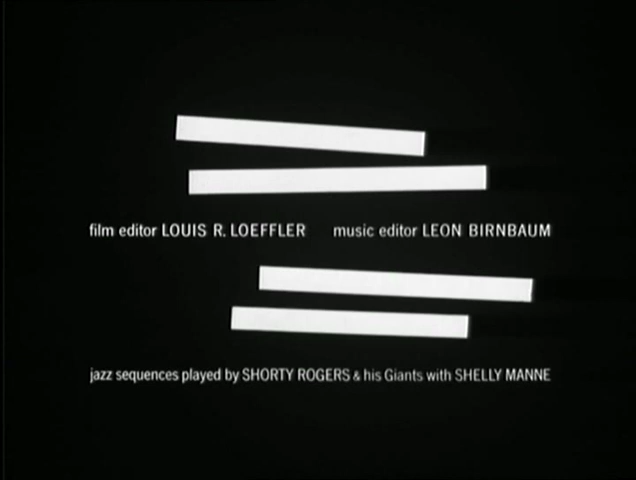 film editor LOUIS R. LOEFFLER music editor LEON BIRNBAUM
jazz sequences played by SHORTY ROGERS & his Giants with SHELLY MANNE